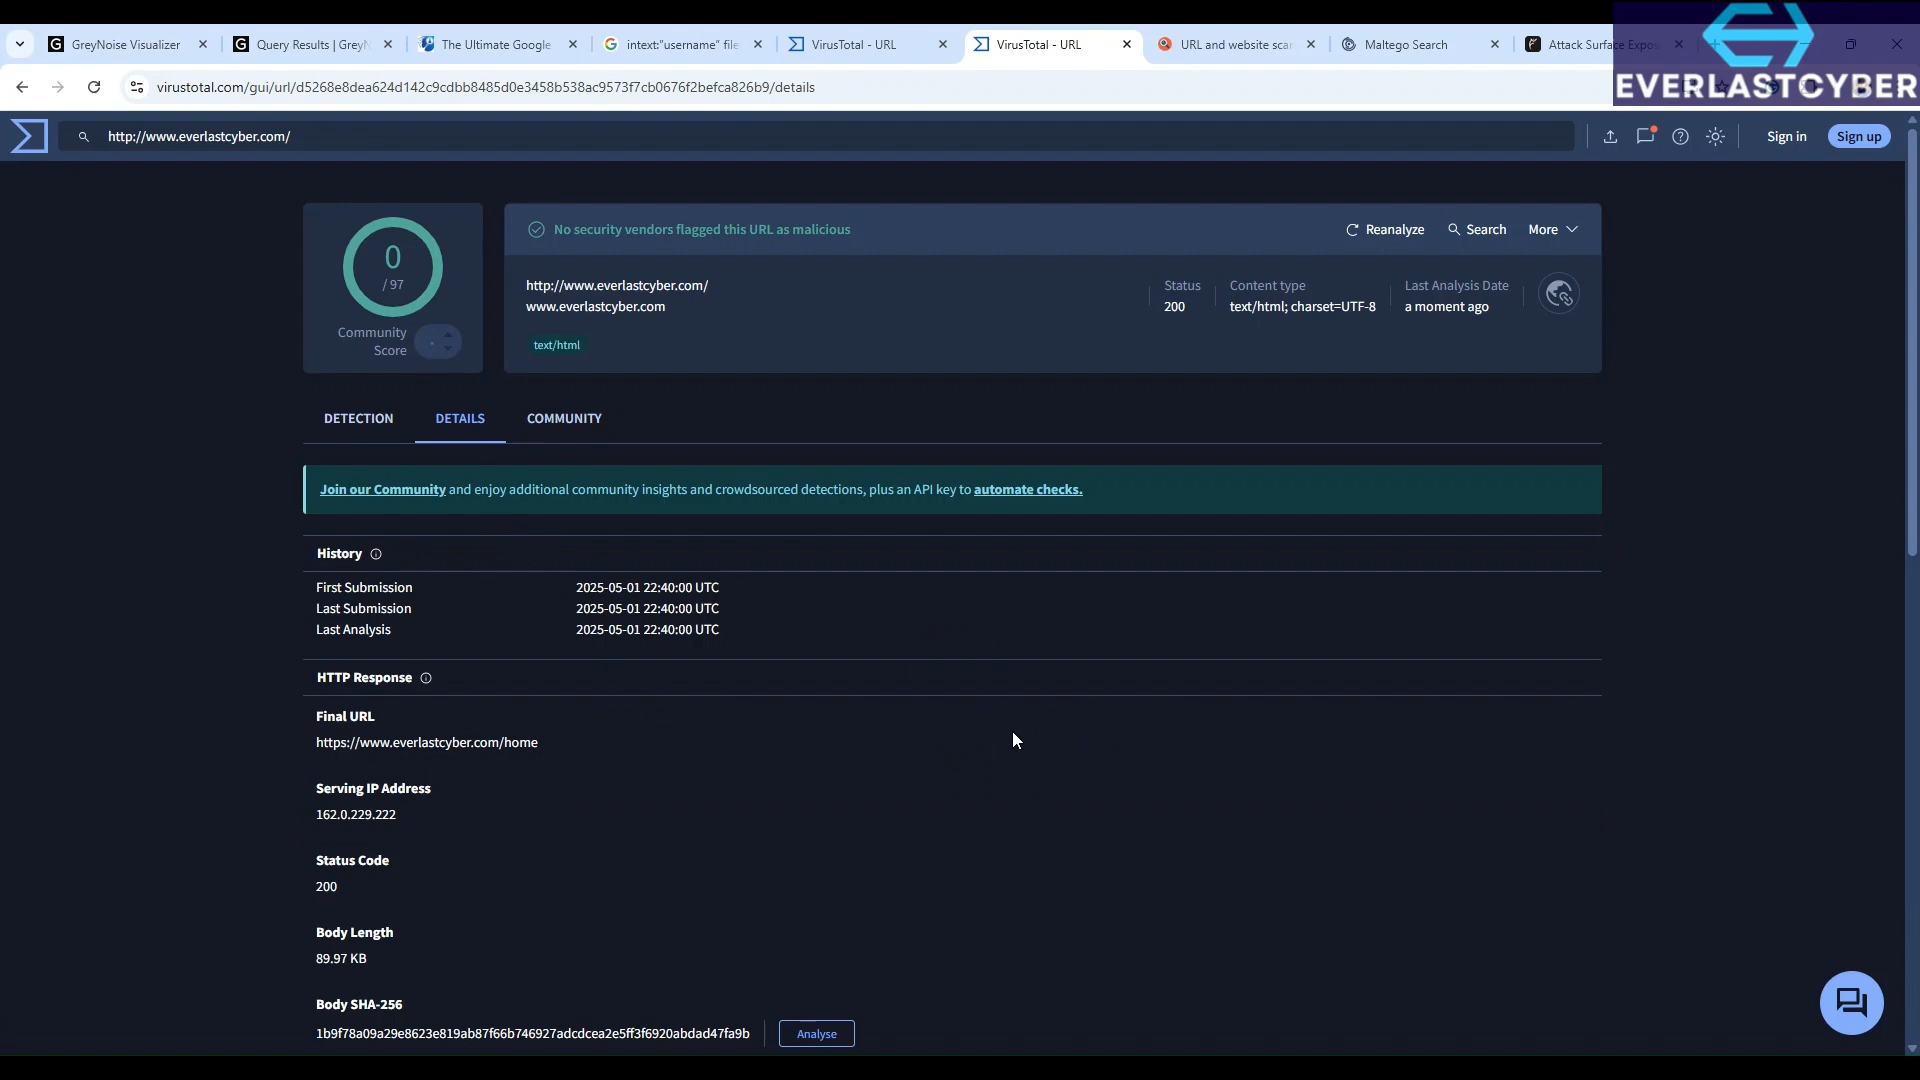 GreyNoise Visualizer
Query Results | GreyN
The Ultimate Google
intext:"username" file
VirusTotal - URL
VirusTotal - URL
URL and website scan
Maltego Search
Attack Surface Expos
virustotal.com/gui/url/d5268e8dea624d142c9cdbb8485d0e3458b538ac9573f7cb0676f2befca826b9/details
EVERLASTCYBER
http://www.everlastcyber.com/
Sign in
Sign up
0
/ 97
Community
Score
No security vendors flagged this URL as malicious
Reanalyze
Search
More
http://www.everlastcyber.com/
www.everlastcyber.com
Status
200
Content type
text/html; charset=UTF-8
Last Analysis Date
a moment ago
text/html
DETECTION
DETAILS
COMMUNITY
Join our Community and enjoy additional community insights and crowdsourced detections, plus an API key to automate checks.
History
First Submission 2025-05-01 22:40:00 UTC
Last Submission 2025-05-01 22:40:00 UTC
Last Analysis 2025-05-01 22:40:00 UTC
HTTP Response
Final URL
https://www.everlastcyber.com/home
Serving IP Address
162.0.229.222
Status Code
200
Body Length
89.97 KB
Body SHA-256
1b9f78a09a29e8623e819ab87f66b746927adcdcea2e5ff3f6920abdad47fa9b
Analyse